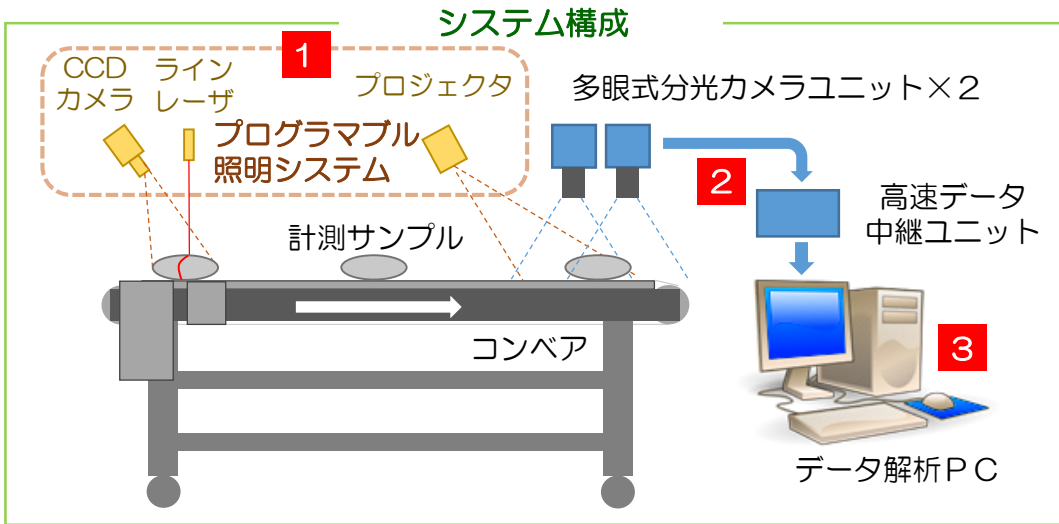 システム構成
1
CCD
カメラ
ライン
レーザ
プロジェクタ
プログラマブル
照明システム
多眼式分光カメラユニット×２
2
高速データ
中継ユニット
計測サンプル
コンベア
3
データ解析ＰＣ